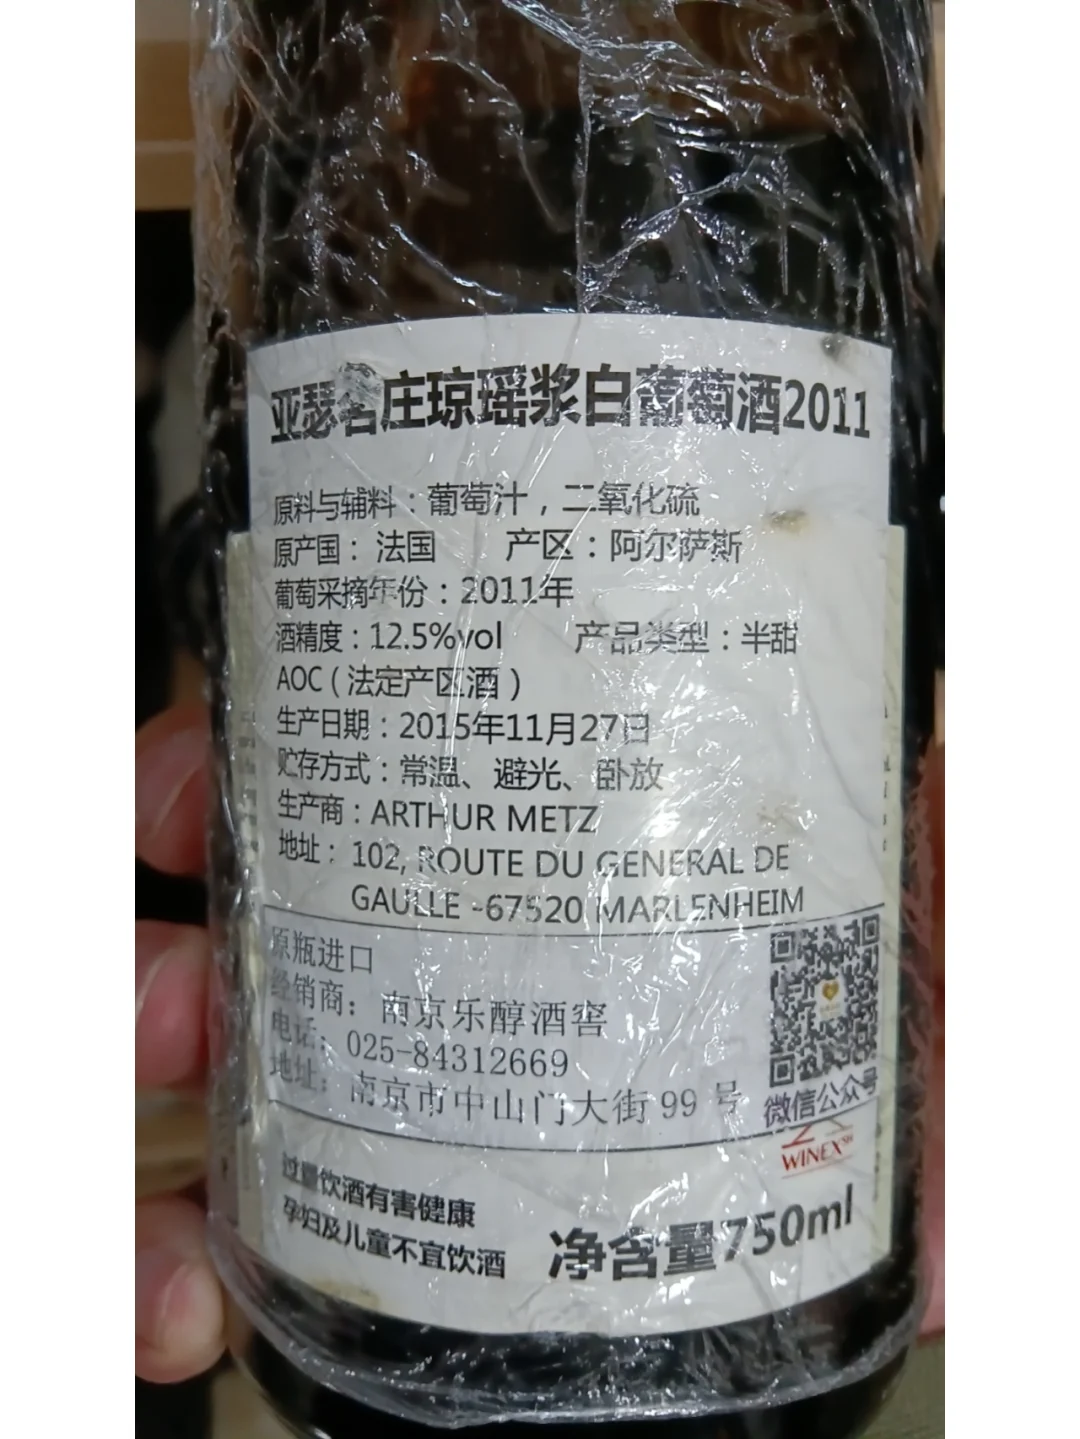 亚瑟名庄琼瑶浆白葡萄酒2011
原料与辅料：葡萄汁，二氧化硫
原产国：法国 产区：阿尔萨斯
葡萄采摘年份：2011年
酒精度：12.5%vol 产品类型：半甜
AOC（法定产区酒）
生产日期：2015年11月27日
贮存方式：常温、避光、卧放
生产商：ARTHUR METZ
地址：102, ROUTE DU GENERAL DE
GAULLE -67520 MARLENHEIM
原瓶进口
经销商：南京乐醇酒窖
电话：025-84312669
地址：南京市中山门大街99号
微信公众号
WINEX SH
过量饮酒有害健康
孕妇及儿童不宜饮酒
净含量750ml